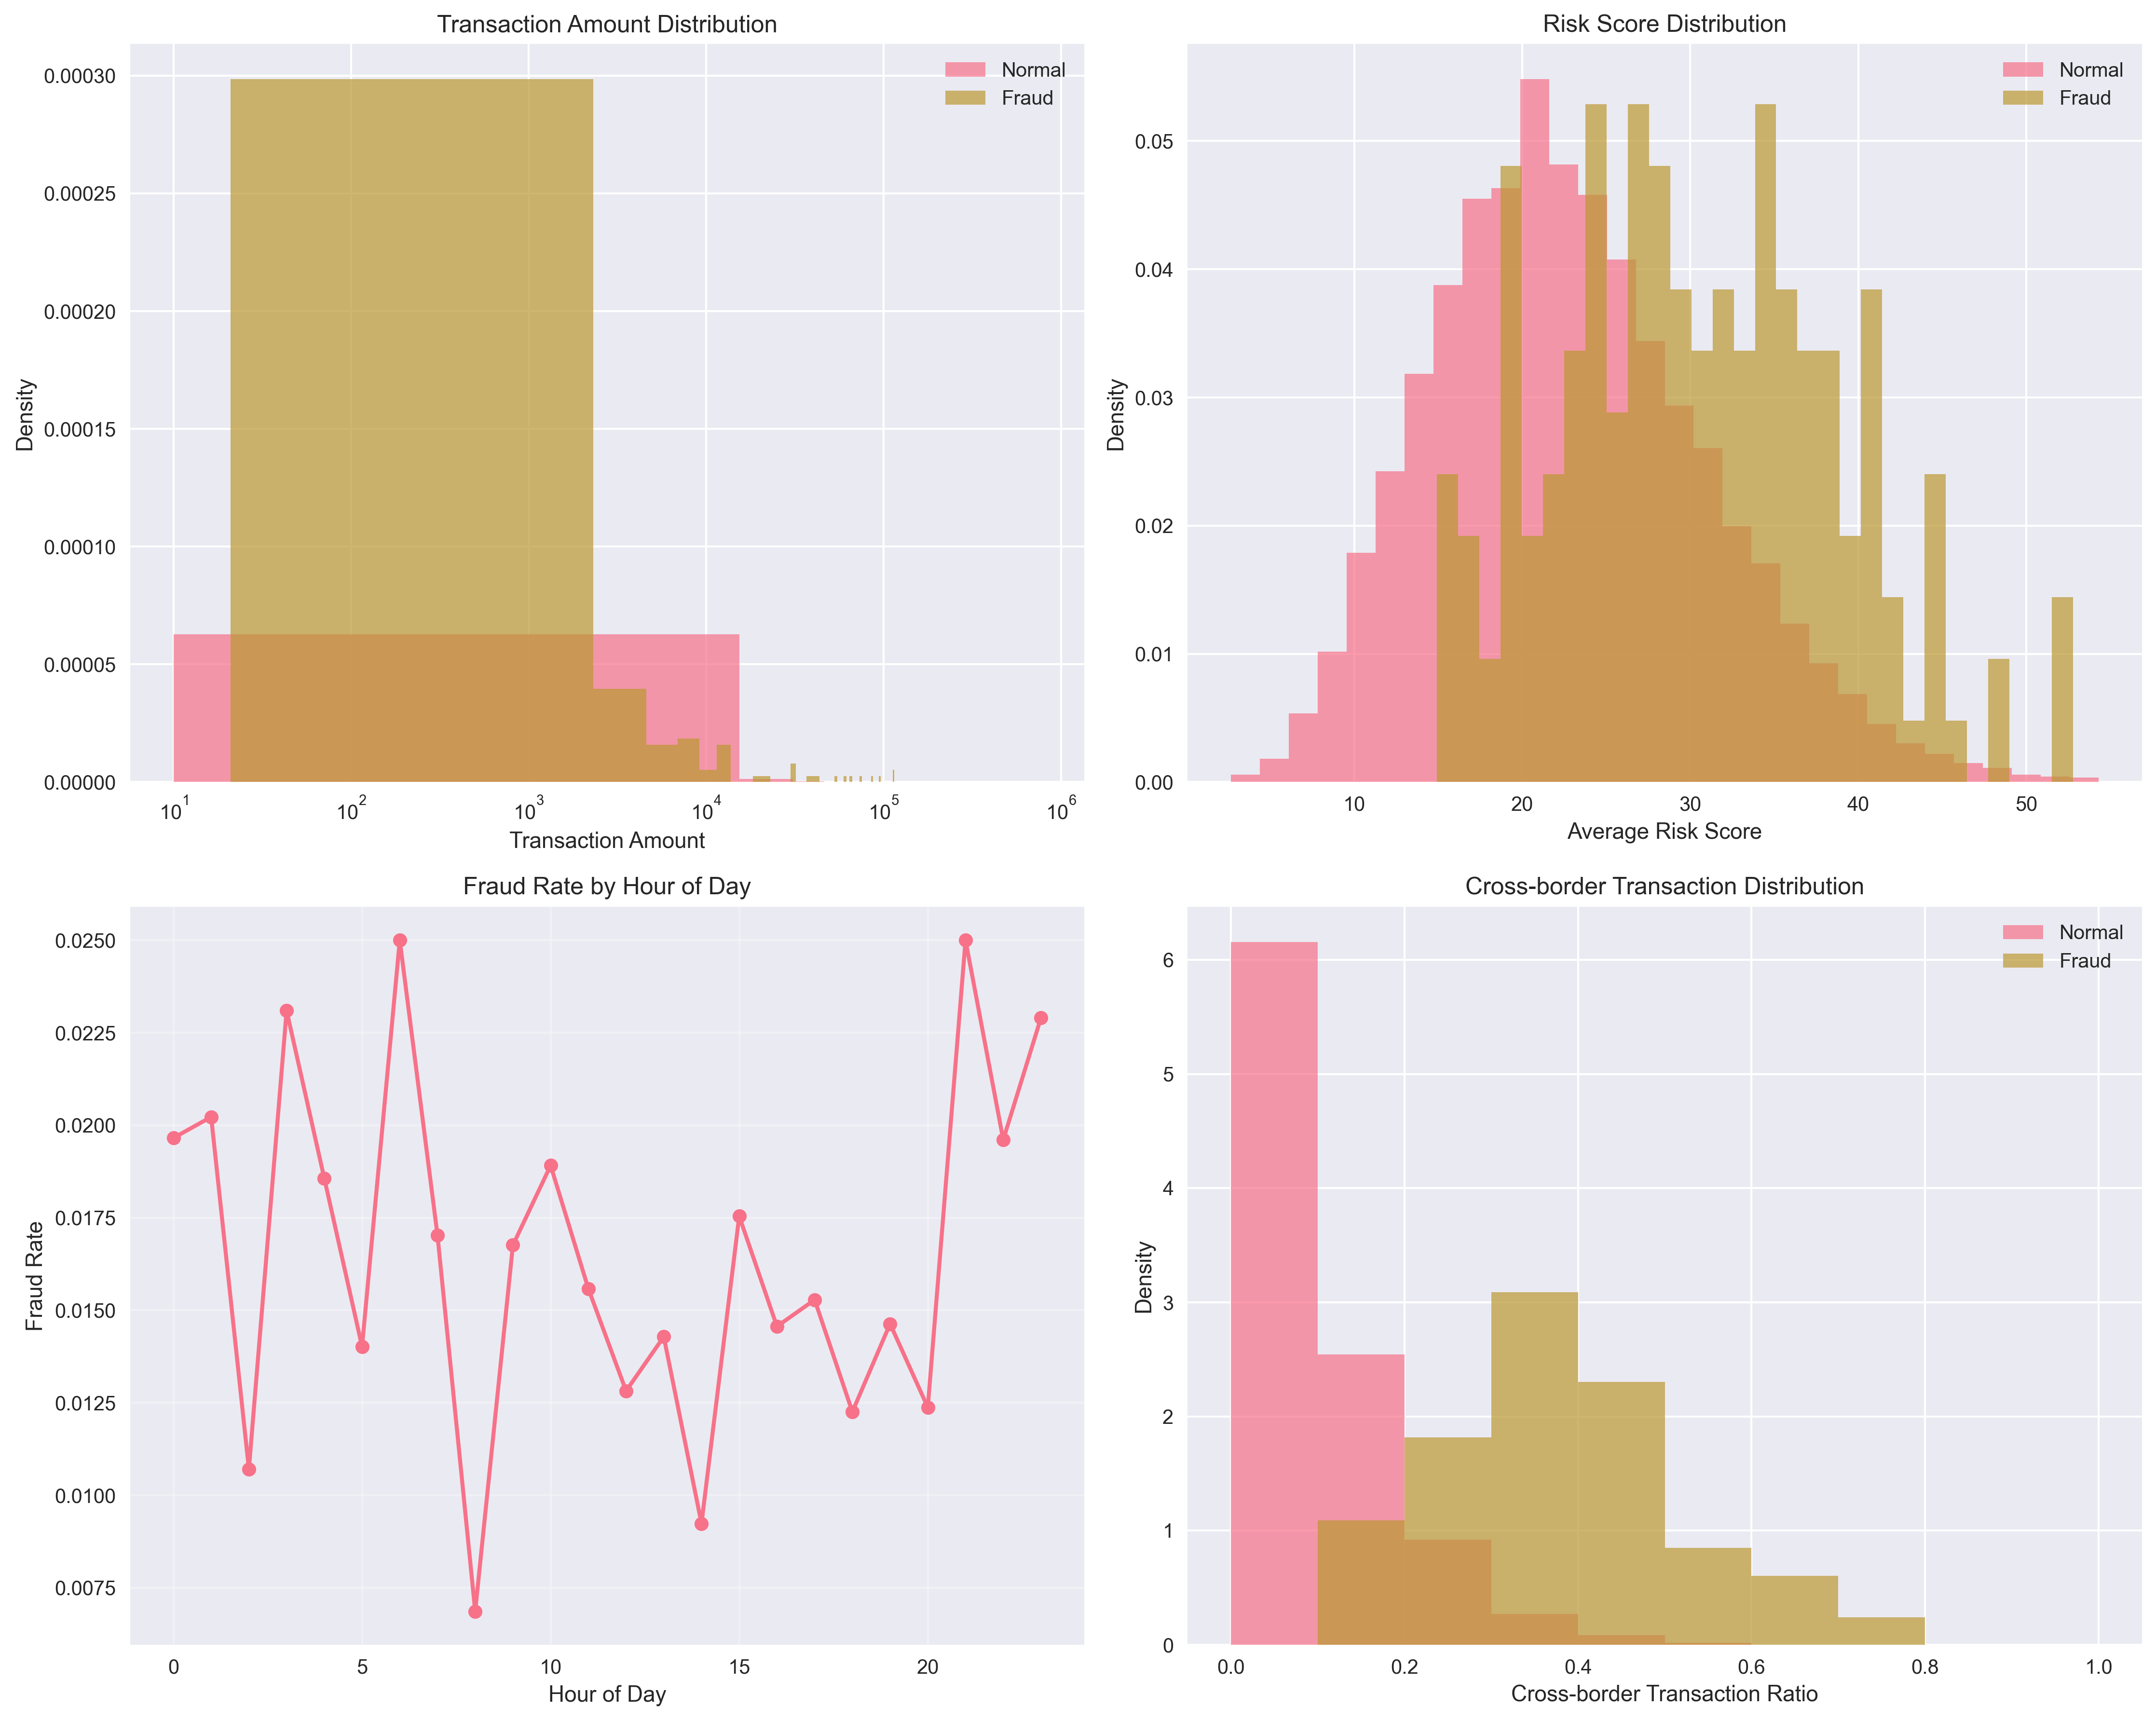 Transaction Amount Distribution
Normal
Fraud
0.00030
0.00025
0.00020
0.00015
0.00010
0.00005
0.00000
Density
10^1 10^2 10^3 10^4 10^5 10^6
Transaction Amount
Risk Score Distribution
Normal
Fraud
0.05
0.04
0.03
0.02
0.01
0.00
Density
10 20 30 40 50
Average Risk Score
Fraud Rate by Hour of Day
0.0250
0.0225
0.0200
0.0175
0.0150
0.0125
0.0100
0.0075
Fraud Rate
0 5 10 15 20
Hour of Day
Cross-border Transaction Distribution
Normal
Fraud
6
5
4
3
2
1
0
Density
0.0 0.2 0.4 0.6 0.8 1.0
Cross-border Transaction Ratio